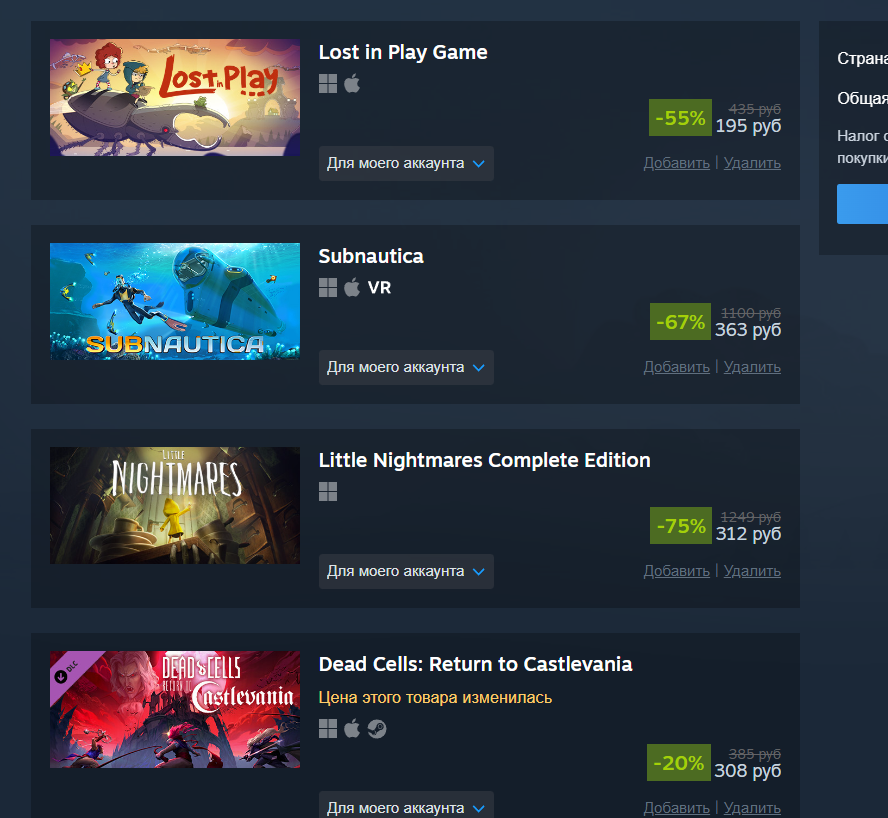 Lost in Play
Lost in Play Game
-55%
435 руб
195 руб
Для моего аккаунта
Добавить | Удалить
SUBNAUTICA
Subnautica
VR
-67%
1100 руб
363 руб
Для моего аккаунта
Добавить | Удалить
LITTLE
NIGHTMARES
Little Nightmares Complete Edition
-75%
1249 руб
312 руб
Для моего аккаунта
Добавить | Удалить
DLC
DEAD CELLS
RETURN TO
Castlevania
Dead Cells: Return to Castlevania
Цена этого товара изменилась
-20%
385 руб
308 руб
Для моего аккаунта
Добавить | Удалить
Страна
Общая
Налог
покупки